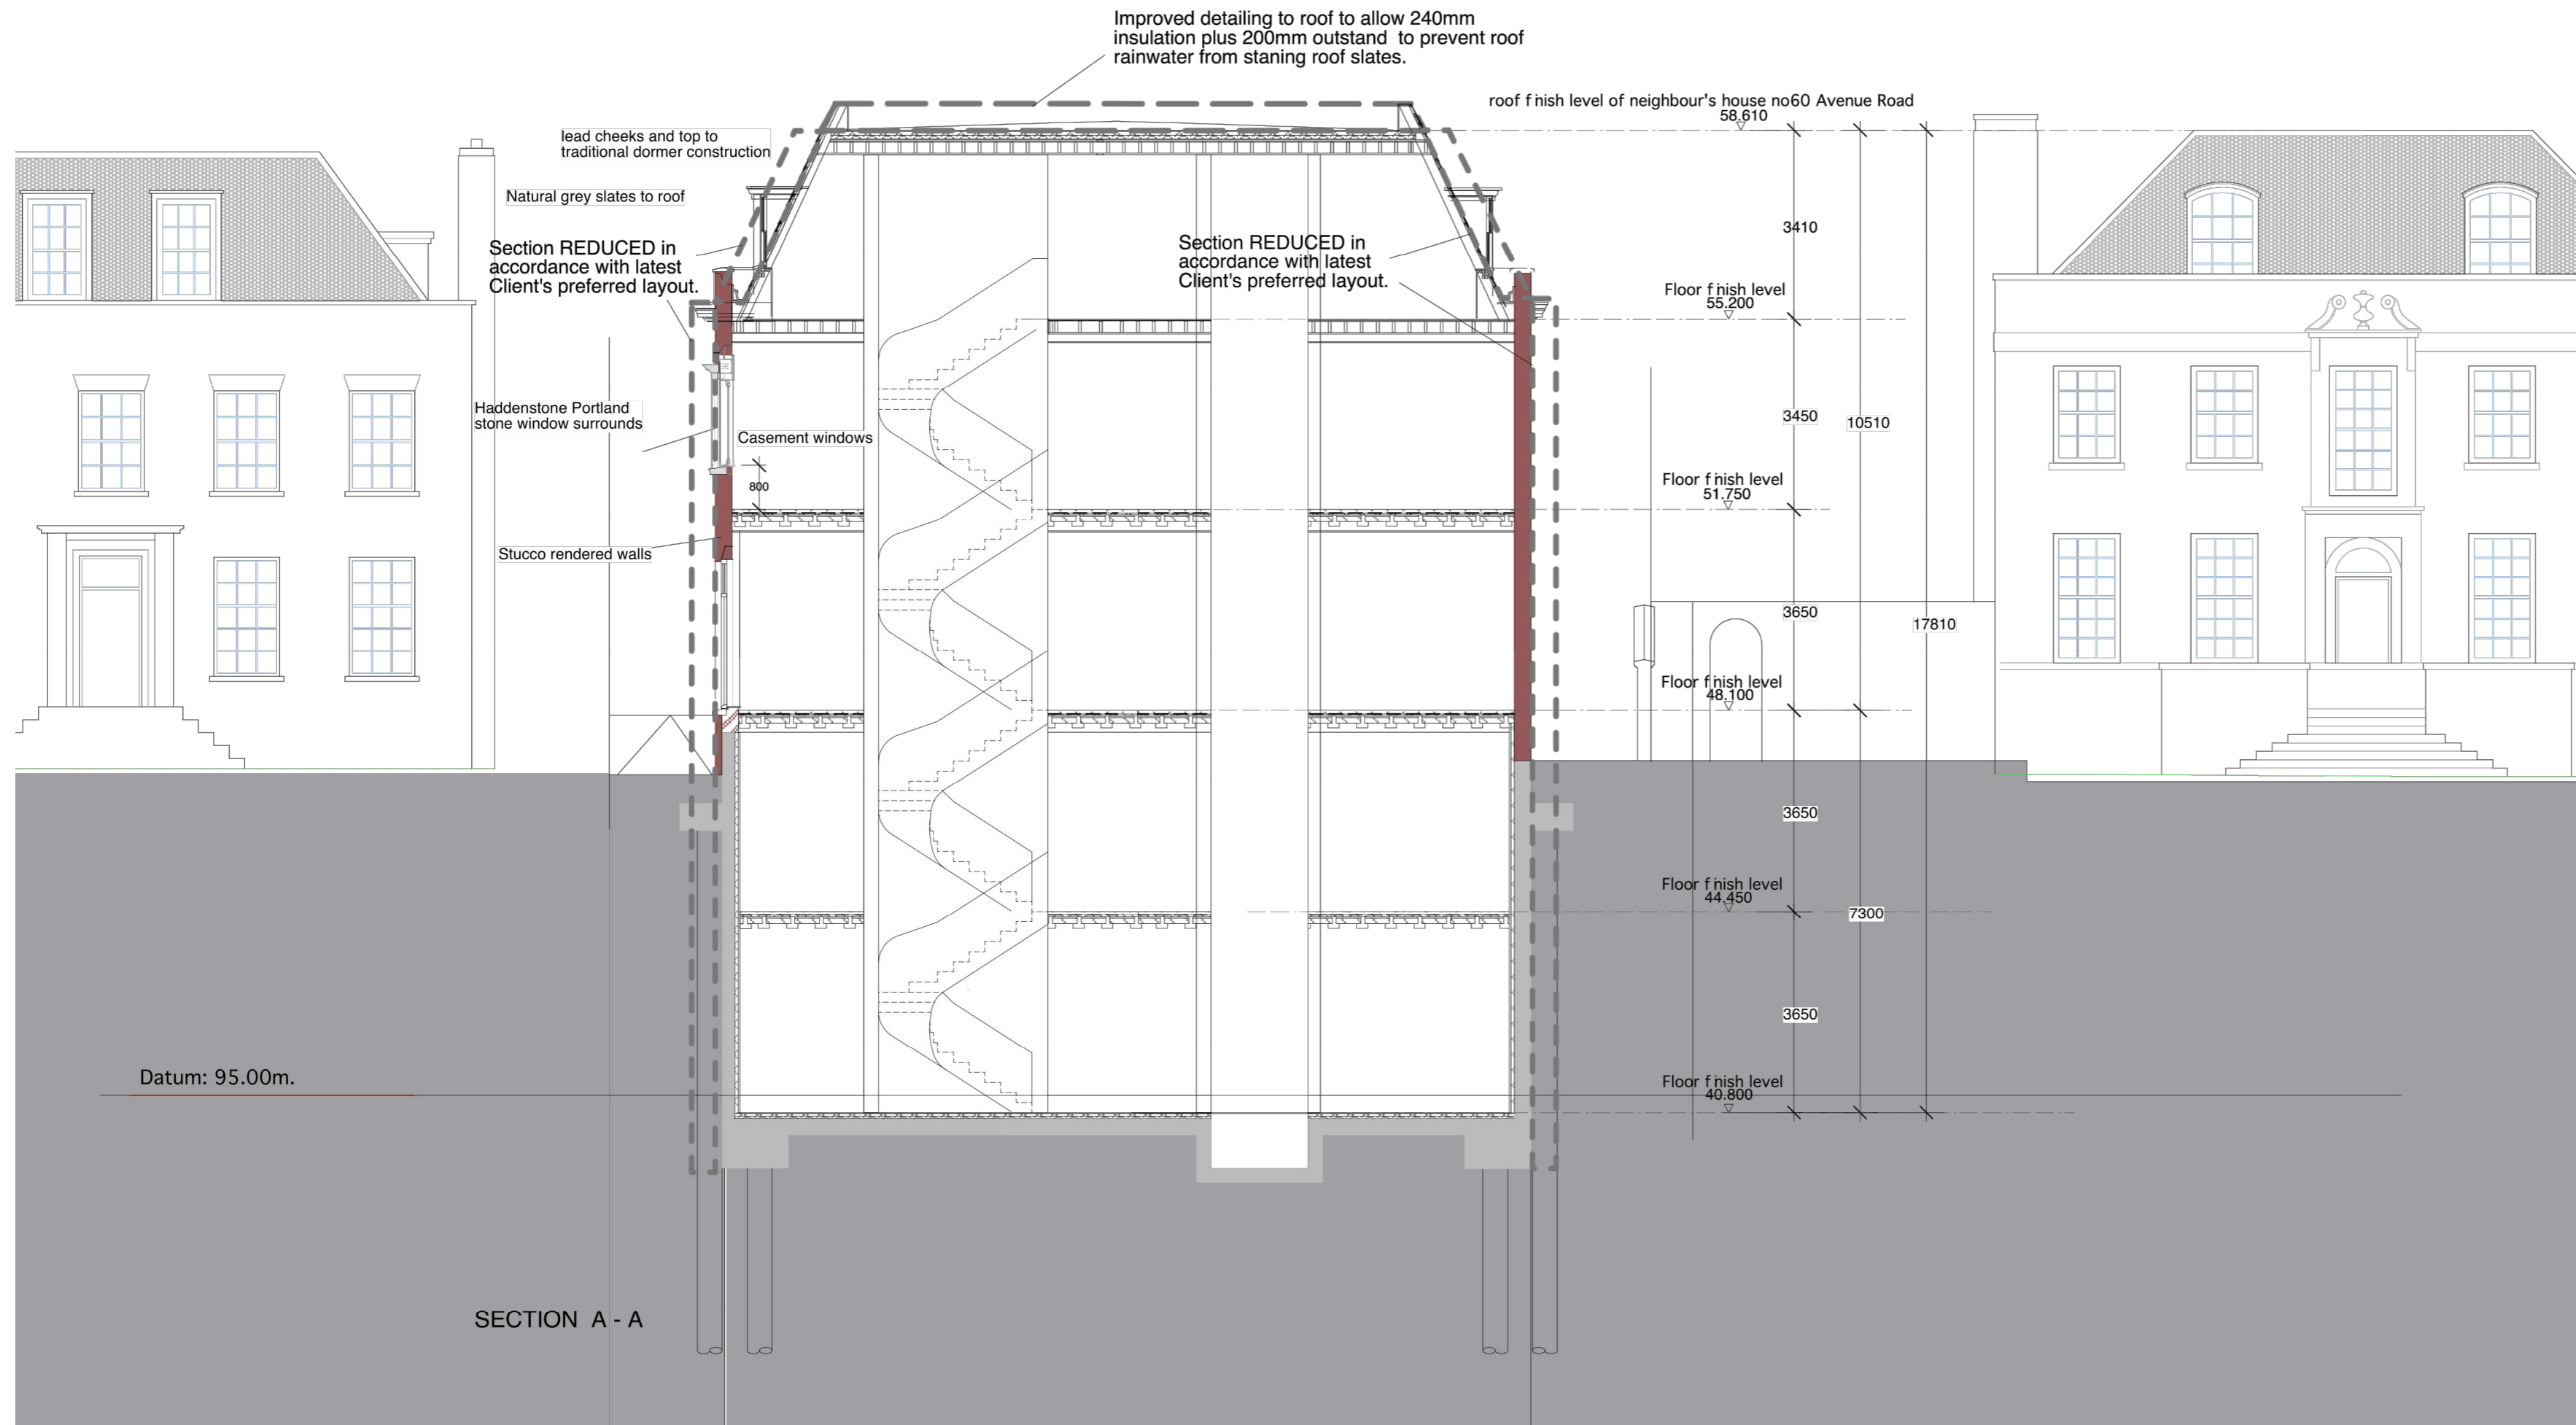 Improved detailing to roof to allow 240mm
insulation plus 200mm outstand to prevent roof
rainwater from staning roof slates.
roof f nish level of neighbour's house no60 Avenue Road
58.610
lead cheeks and top to
traditional dormer construction
Natural grey slates to roof
Section REDUCED in
accordance with latest
Client's preferred layout.
Section REDUCED in
accordance with latest
Client's preferred layout.
3410
Floor f nish level
55.200
Haddenstone Portland
stone window surrounds
Casement windows
800
3450
10510
Floor f nish level
51.750
Stucco rendered walls
3650
17810
Floor f nish level
48.100
3650
Floor f nish level
44.450
7300
3650
Datum: 95.00m.
Floor f nish level
40.800
SECTION A - A